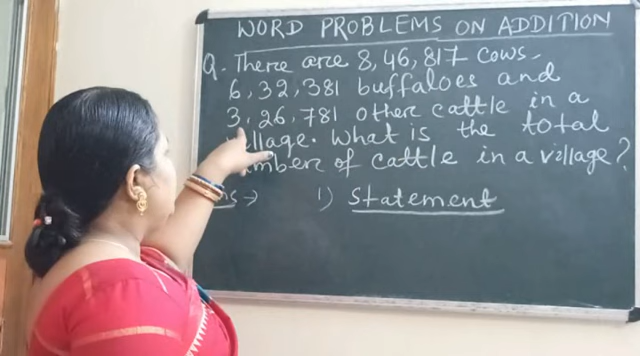 WORD PROBLEMS ON ADDITION
Q. There are 8,46,817 cows.
6,32,381 buffaloes and
3,26,781 other cattle in a
village. What is the total
number of cattle in a village?
Ans → 1) Statement